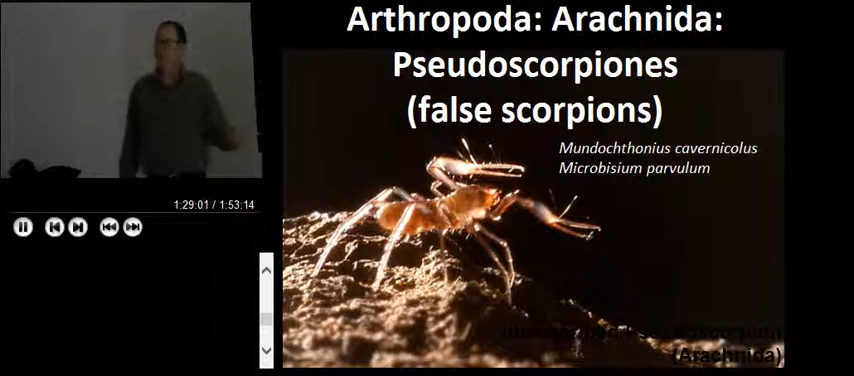 Arthropoda: Arachnida:
Pseudoscorpiones
(false scorpions)
Mundochthonius cavernicolus
Microbisium parvulum
1:29:01 / 1:53:14
(Arachnida)